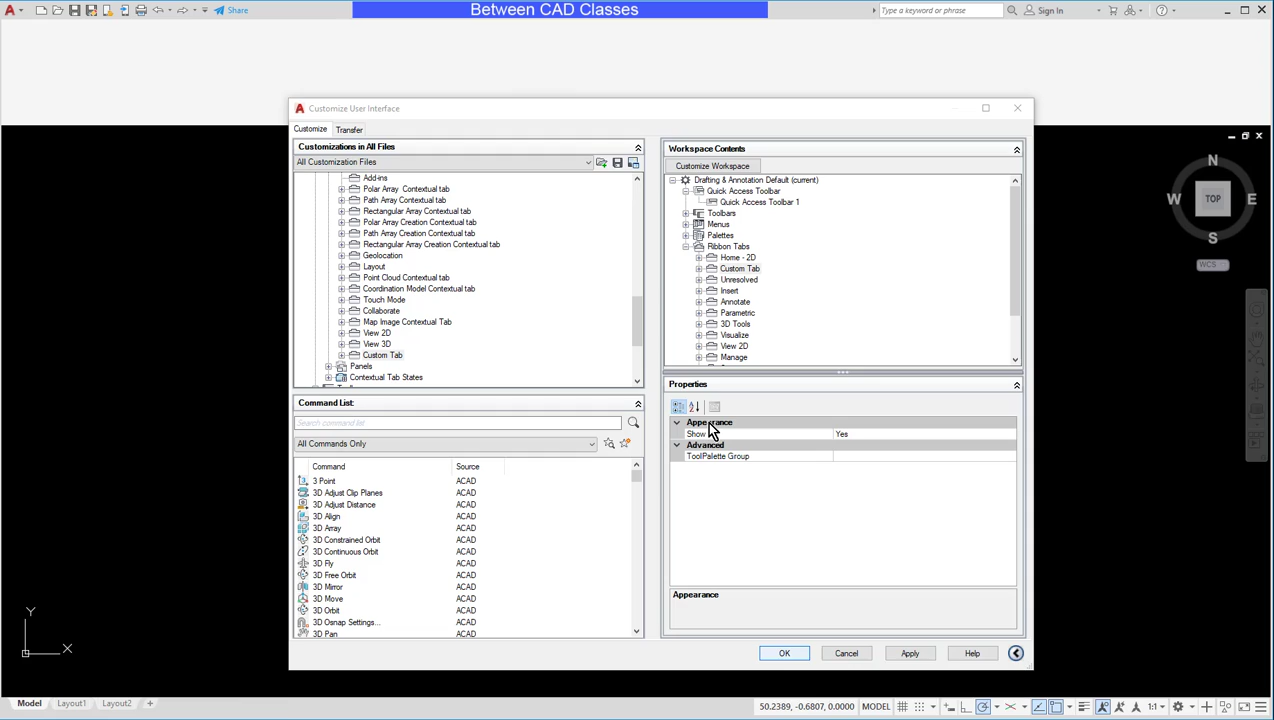 Between CAD Classes
Share
Type a keyword or phrase
Sign In
Customize User Interface
Customize
Transfer
Customizations in All Files
All Customization Files
Add-ins
Polar Array Contextual tab
Path Array Contextual tab
Rectangular Array Contextual tab
Polar Array Creation Contextual tab
Path Array Creation Contextual tab
Rectangular Array Creation Contextual tab
Geolocation
Layout
Point Cloud Contextual tab
Coordination Model Contextual tab
Touch Mode
Collaborate
Map Image Contextual Tab
View 2D
View 3D
Custom Tab
Panels
Contextual Tab States
Command List:
Search command list
All Commands Only
Command Source
3 Point ACAD
3D Adjust Clip Planes ACAD
3D Adjust Distance ACAD
3D Align ACAD
3D Array ACAD
3D Constrained Orbit ACAD
3D Continuous Orbit ACAD
3D Fly ACAD
3D Free Orbit ACAD
3D Mirror ACAD
3D Move ACAD
3D Orbit ACAD
3D Osnap Settings... ACAD
3D Pan ACAD
Workspace Contents
Customize Workspace
Drafting & Annotation Default (current)
Quick Access Toolbar
Quick Access Toolbar 1
Toolbars
Menus
Palettes
Ribbon Tabs
Home - 2D
Custom Tab
Unresolved
Insert
Annotate
Parametric
3D Tools
Visualize
View 2D
Manage
Properties
Appearance
Show Yes
Advanced
ToolPalette Group
Appearance
OK
Cancel
Apply
Help
N
W
TOP
E
S
WCS
Y
X
Model
Layout1
Layout2
50.2389, -0.6807, 0.0000
MODEL
1:1